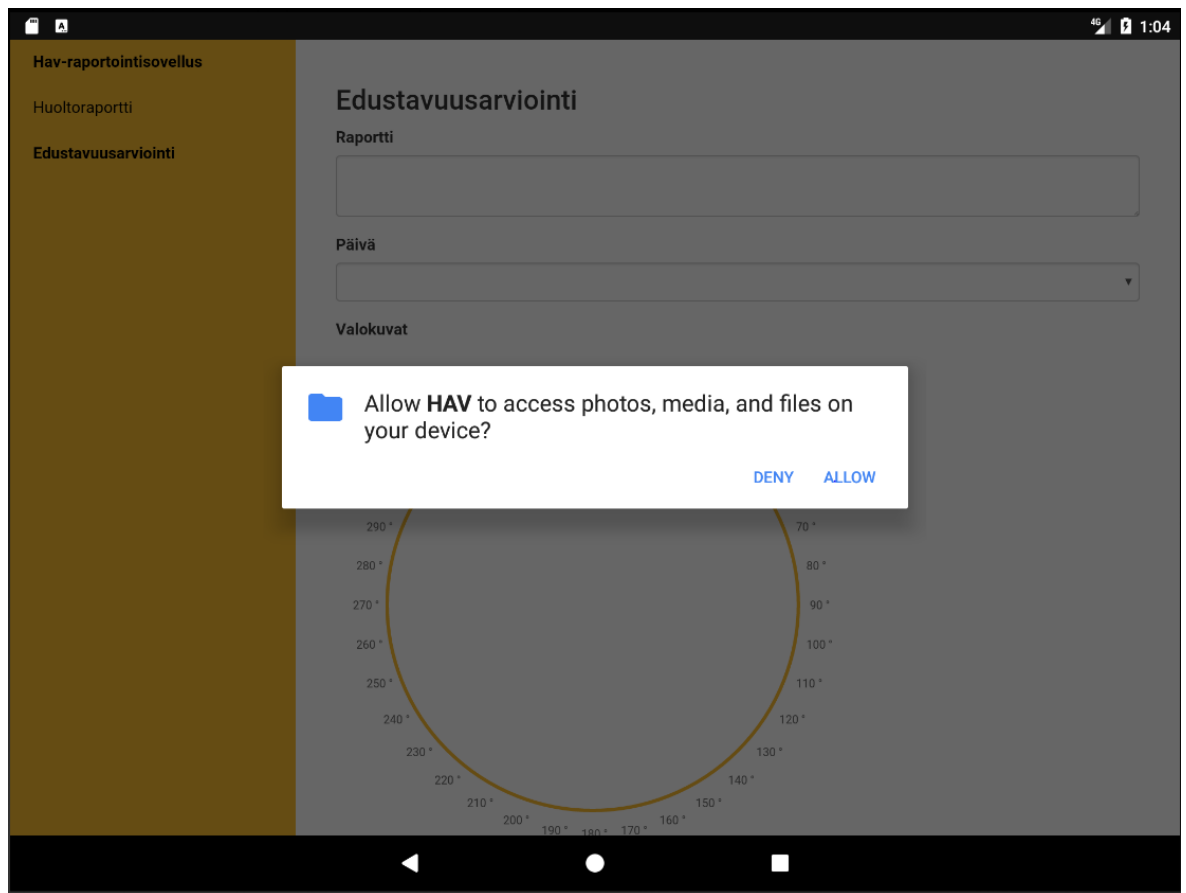 4G 1:04
Hav-raportointisovellus
Huoltoraportti
Edustavuusarviointi
Edustavuusarviointi
Raportti
Päivä
Valokuvat
Allow HAV to access photos, media, and files on
your device?
DENY ALLOW
290 ° 70 °
280 ° 80 °
270 ° 90 °
260 ° 100 °
250 ° 110 °
240 ° 120 °
230 ° 130 °
220 ° 140 °
210 ° 150 °
200 ° 160 °
190 ° 180 ° 170 °